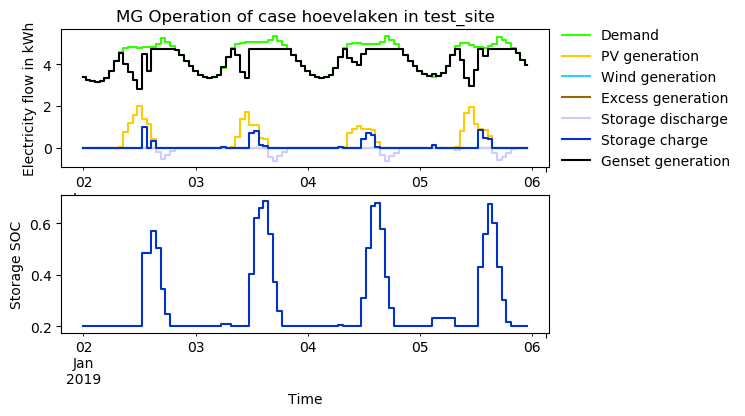 MG Operation of case hoevelaken in test_site
Electricity flow in kWh
4
2
0
02
03
04
05
06
Demand
PV generation
Wind generation
Excess generation
Storage discharge
Storage charge
Genset generation
Storage SOC
0.6
0.4
0.2
02
03
04
05
06
Jan
2019
Time